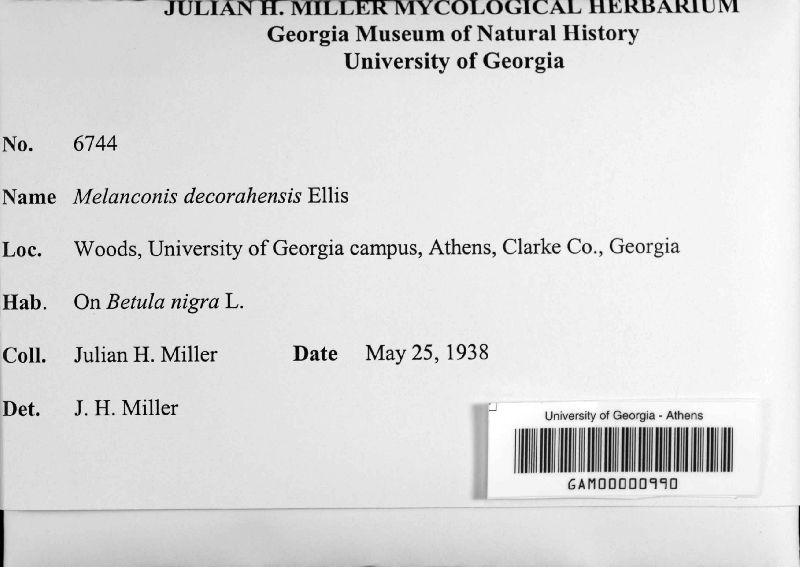 JULIAN H. MILLER MYCOLOGICAL HERBARIUM
Georgia Museum of Natural History
University of Georgia
No. 6744
Name Melanconis decorahensis Ellis
Loc. Woods, University of Georgia campus, Athens, Clarke Co., Georgia
Hab. On Betula nigra L.
Coll. Julian H. Miller Date May 25, 1938
Det. J. H. Miller
University of Georgia - Athens
GAM00000990